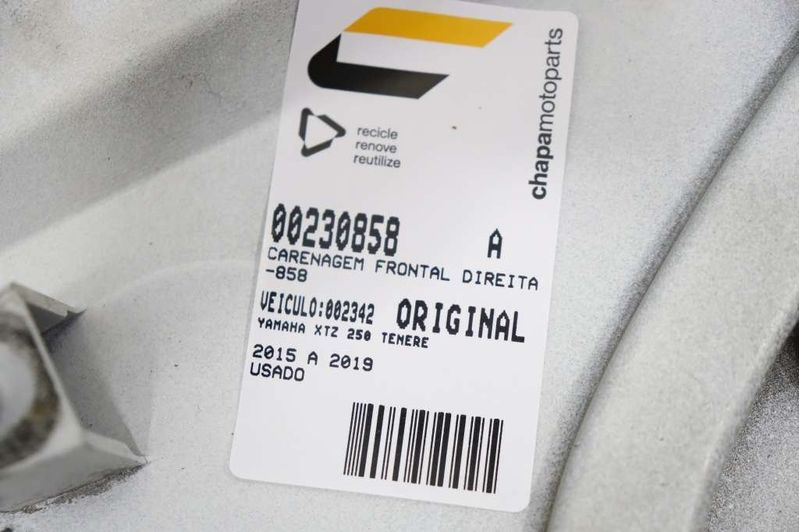 chapamotoparts
recicle
renove
reutilize
00230858 A
CARENAGEM FRONTAL DIREITA
-858
VEICULO:002342 ORIGINAL
YAMAHA XTZ 250 TENERE
2015 A 2019
USADO